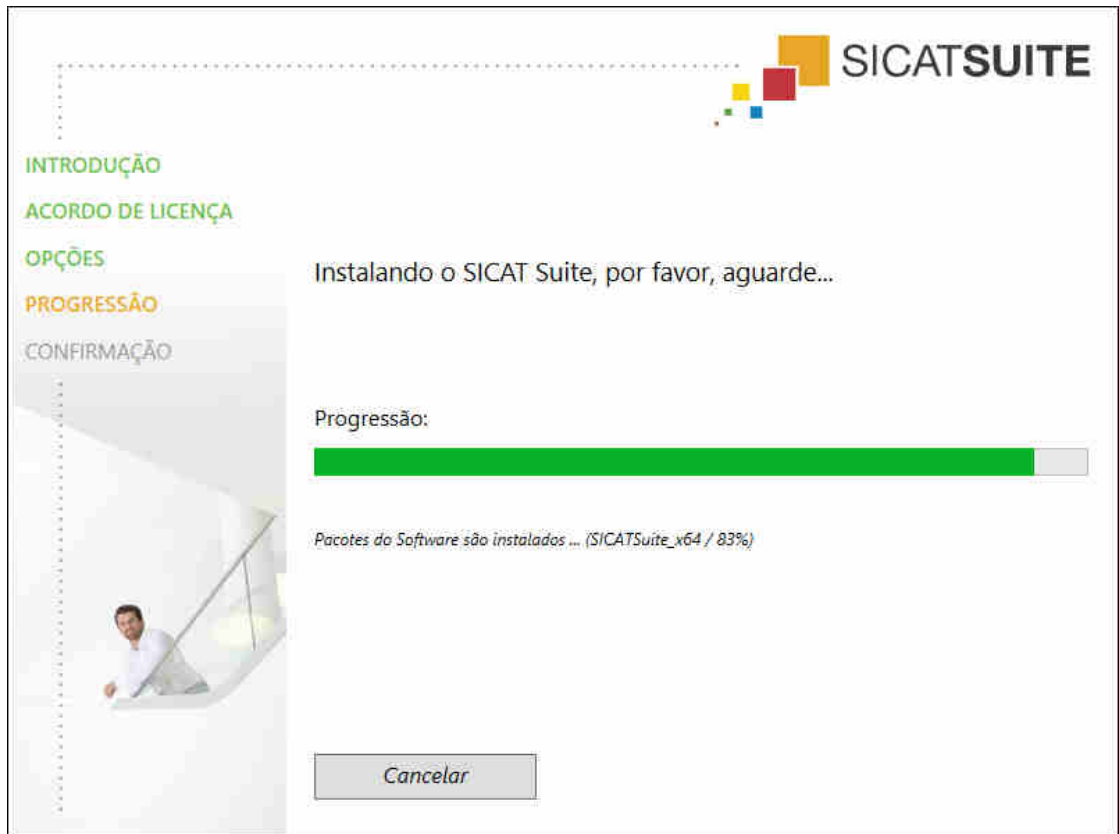 SICATSUITE
INTRODUÇÃO
ACORDO DE LICENÇA
OPÇÕES
PROGRESSÃO
CONFIRMAÇÃO
Instalando o SICAT Suite, por favor, aguarde...
Progressão:
Pacotes do Software são instalados ... (SICATSuite_x64 / 83%)
Cancelar